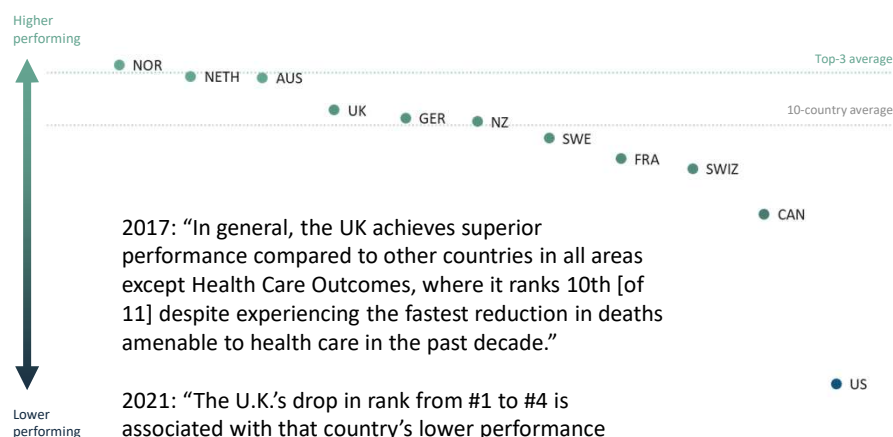 Higher
performing
Top-3 average
NOR
NETH
AUS
10-country average
UK
GER
NZ
SWE
FRA
SWIZ
CAN
2017: “In general, the UK achieves superior
performance compared to other countries in all areas
except Health Care Outcomes, where it ranks 10th [of
11] despite experiencing the fastest reduction in deaths
amenable to health care in the past decade.”
US
2021: “The U.K.’s drop in rank from #1 to #4 is
associated with that country’s lower performance
Lower
performing